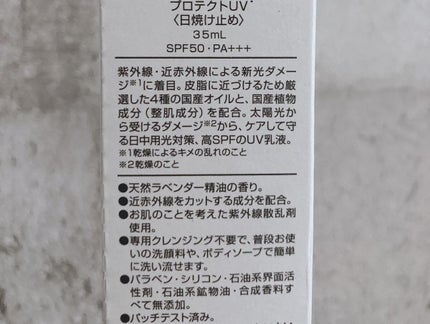 プロテクトUV*
〈日焼け止め〉
35mL
SPF50・PA+++
紫外線・近赤外線による新光ダメー
ジ※1に着目。皮脂に近づけるため厳
選した4種の国産オイルと、国産植物
成分(整肌成分)を配合。太陽光か
ら受けるダメージ※2から、ケアして守
る日中用光対策、高SPFのUV乳液。
※1乾燥によるキメの乱れのこと
※2乾燥のこと
●天然ラベンダー精油の香り。
●近赤外線をカットする成分を配合。
●お肌のことを考えた紫外線散乱剤
使用。
●専用クレンジング不要で、普段お使
いの洗顔料や、ボディソープで簡単
に洗い流せます。
●パラベン・シリコン・石油系界面活
性剤・石油系鉱物油・合成香料す
べて無添加。
●パッチテスト済み。